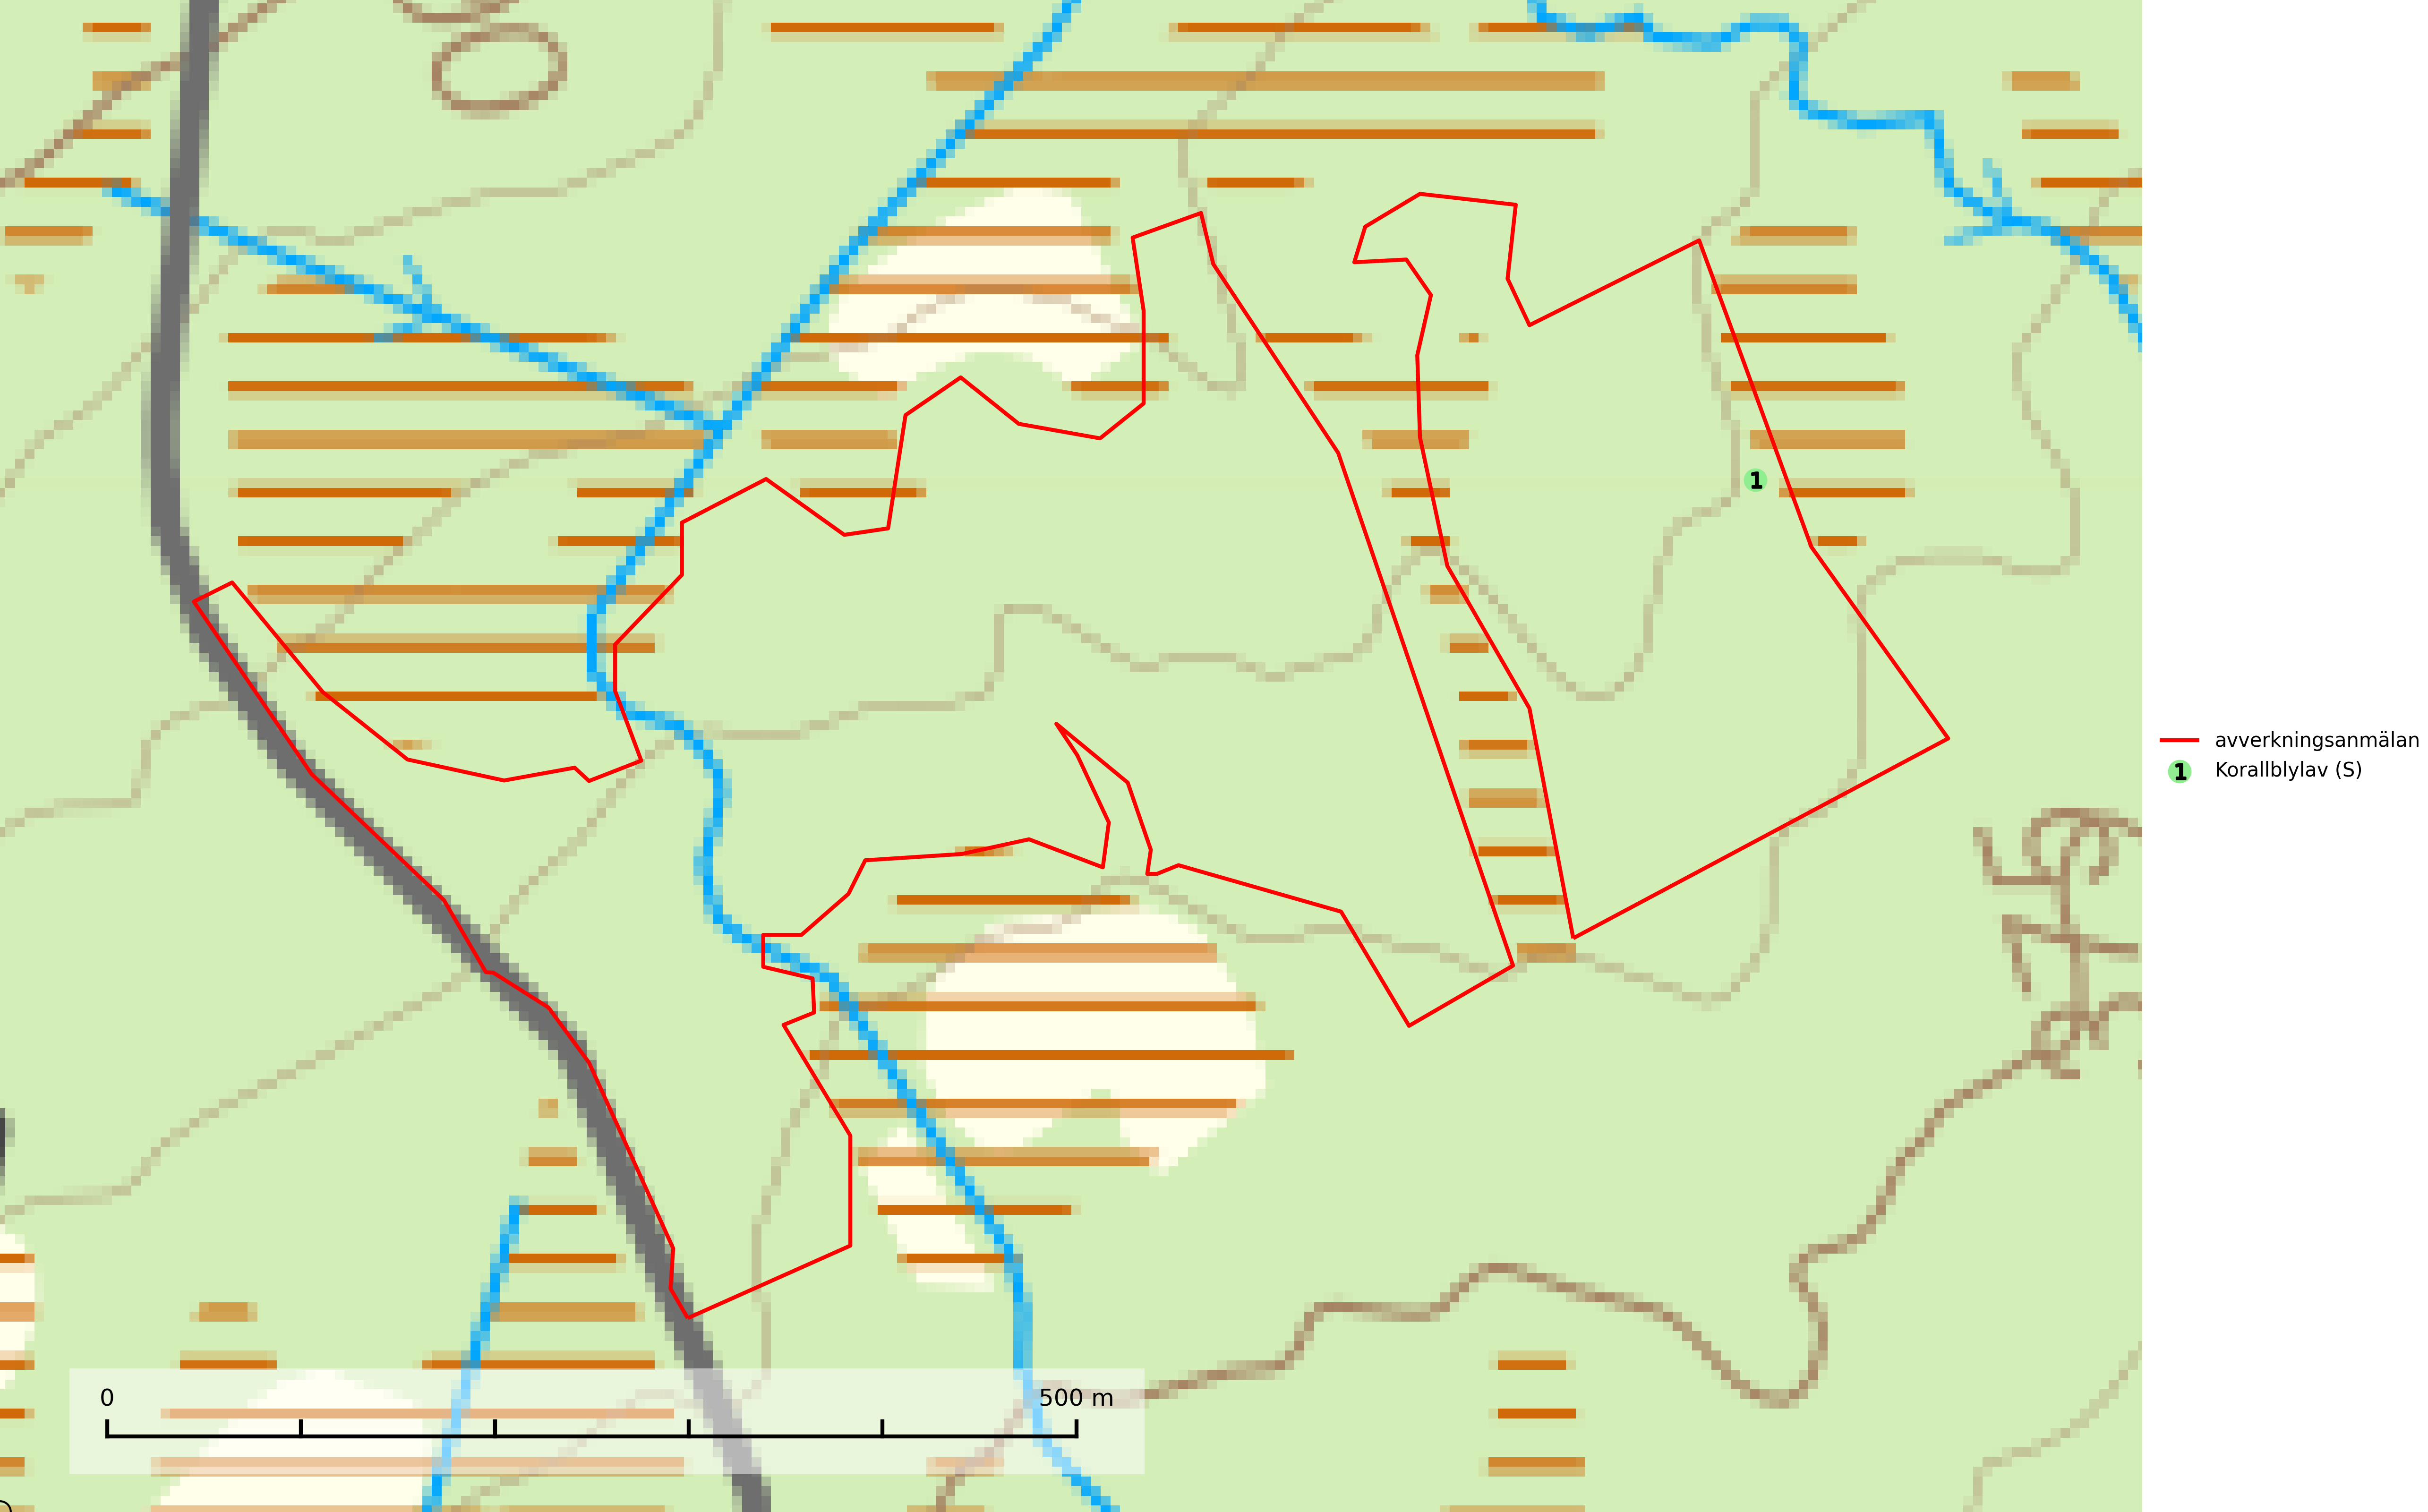 1
avverkningsanmälan
1 Korallblylav (S)
0 500 m